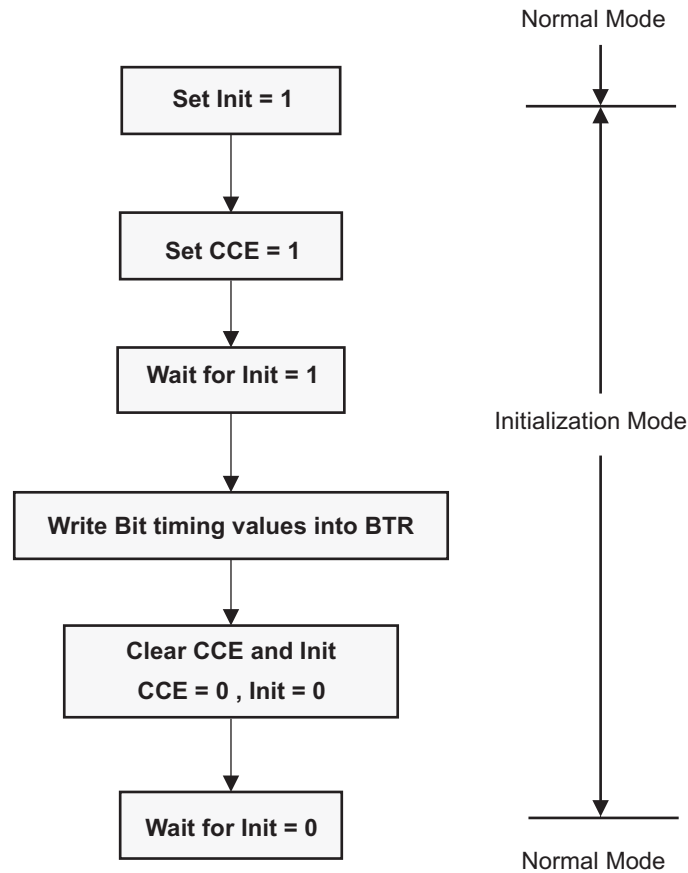 Normal Mode
Set Init = 1
Set CCE = 1
Wait for Init = 1
Initialization Mode
Write Bit timing values into BTR
Clear CCE and Init
CCE = 0 , Init = 0
Wait for Init = 0
Normal Mode